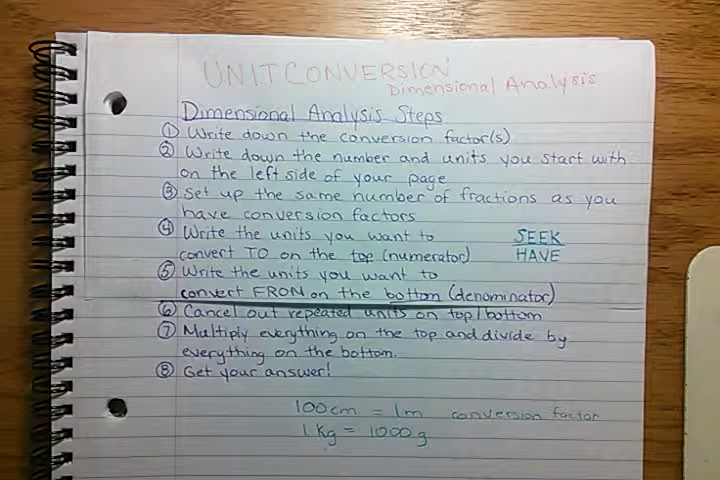 UNIT CONVERSION
Dimensional Analysis
Dimensional Analysis Steps
① Write down the conversion factor(s)
② Write down the number and units you start with
on the left side of your page
③ Set up the same number of fractions as you
have conversion factors
④ Write the units you want to
convert TO on the top (numerator)
SEEK
HAVE
⑤ Write the units you want to
convert FROM on the bottom (denominator)
⑥ Cancel out repeated units on top/bottom
⑦ Multiply everything on the top and divide by
everything on the bottom.
⑧ Get your answer!
100cm = 1m conversion factor
1 Kg = 1000g